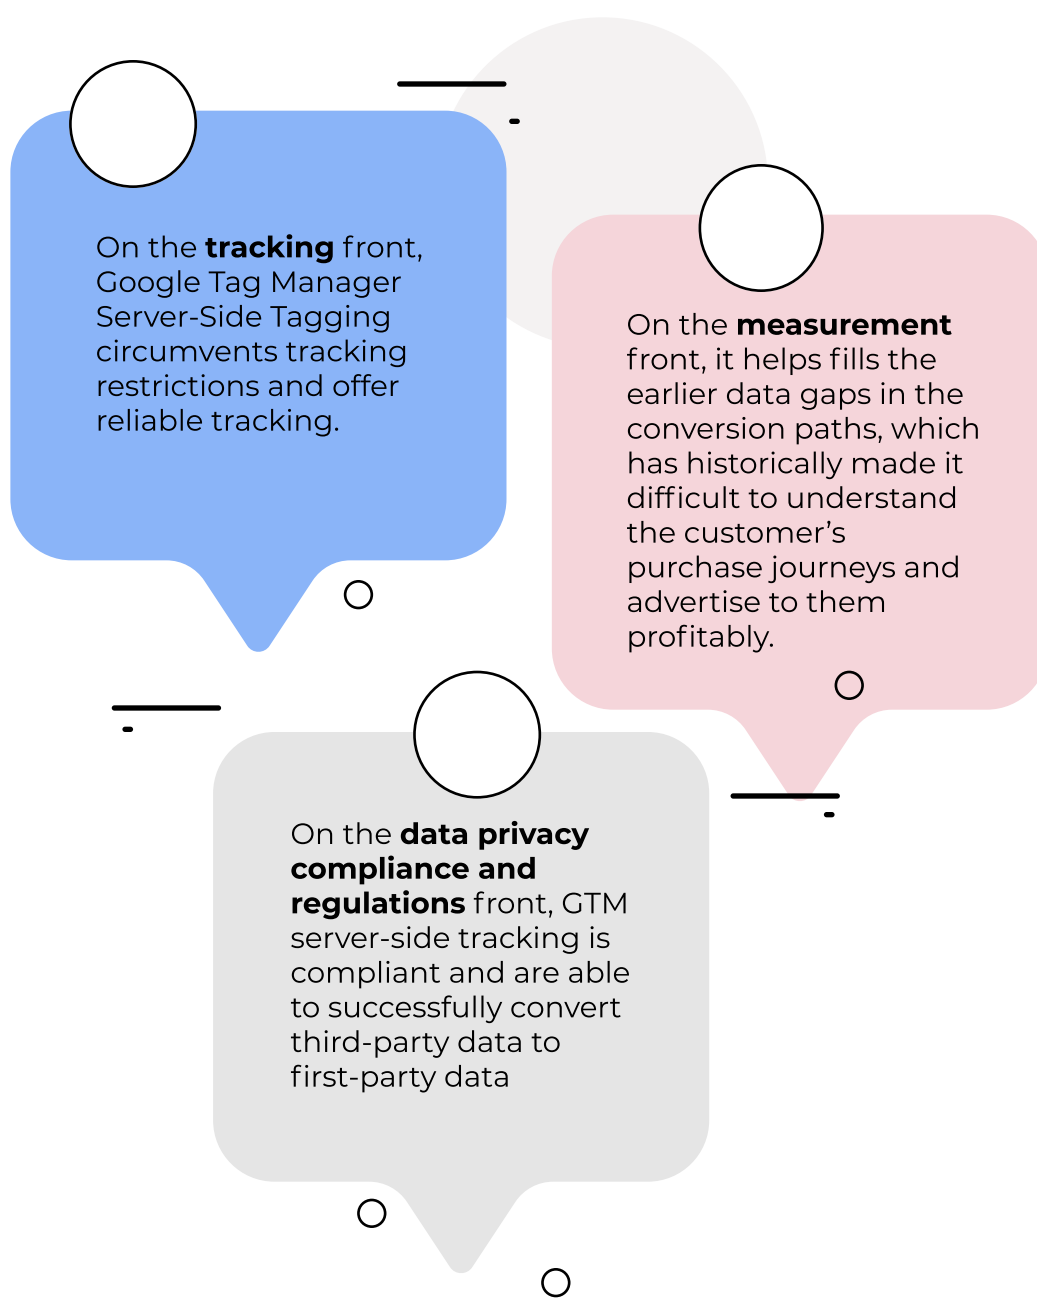 On the tracking front,
Google Tag Manager
Server-Side Tagging
circumvents tracking
restrictions and offer
reliable tracking.
On the measurement
front, it helps fills the
earlier data gaps in the
conversion paths, which
has historically made it
difficult to understand
the customer’s
purchase journeys and
advertise to them
profitably.
On the data privacy
compliance and
regulations front, GTM
server-side tracking is
compliant and are able
to successfully convert
third-party data to
first-party data